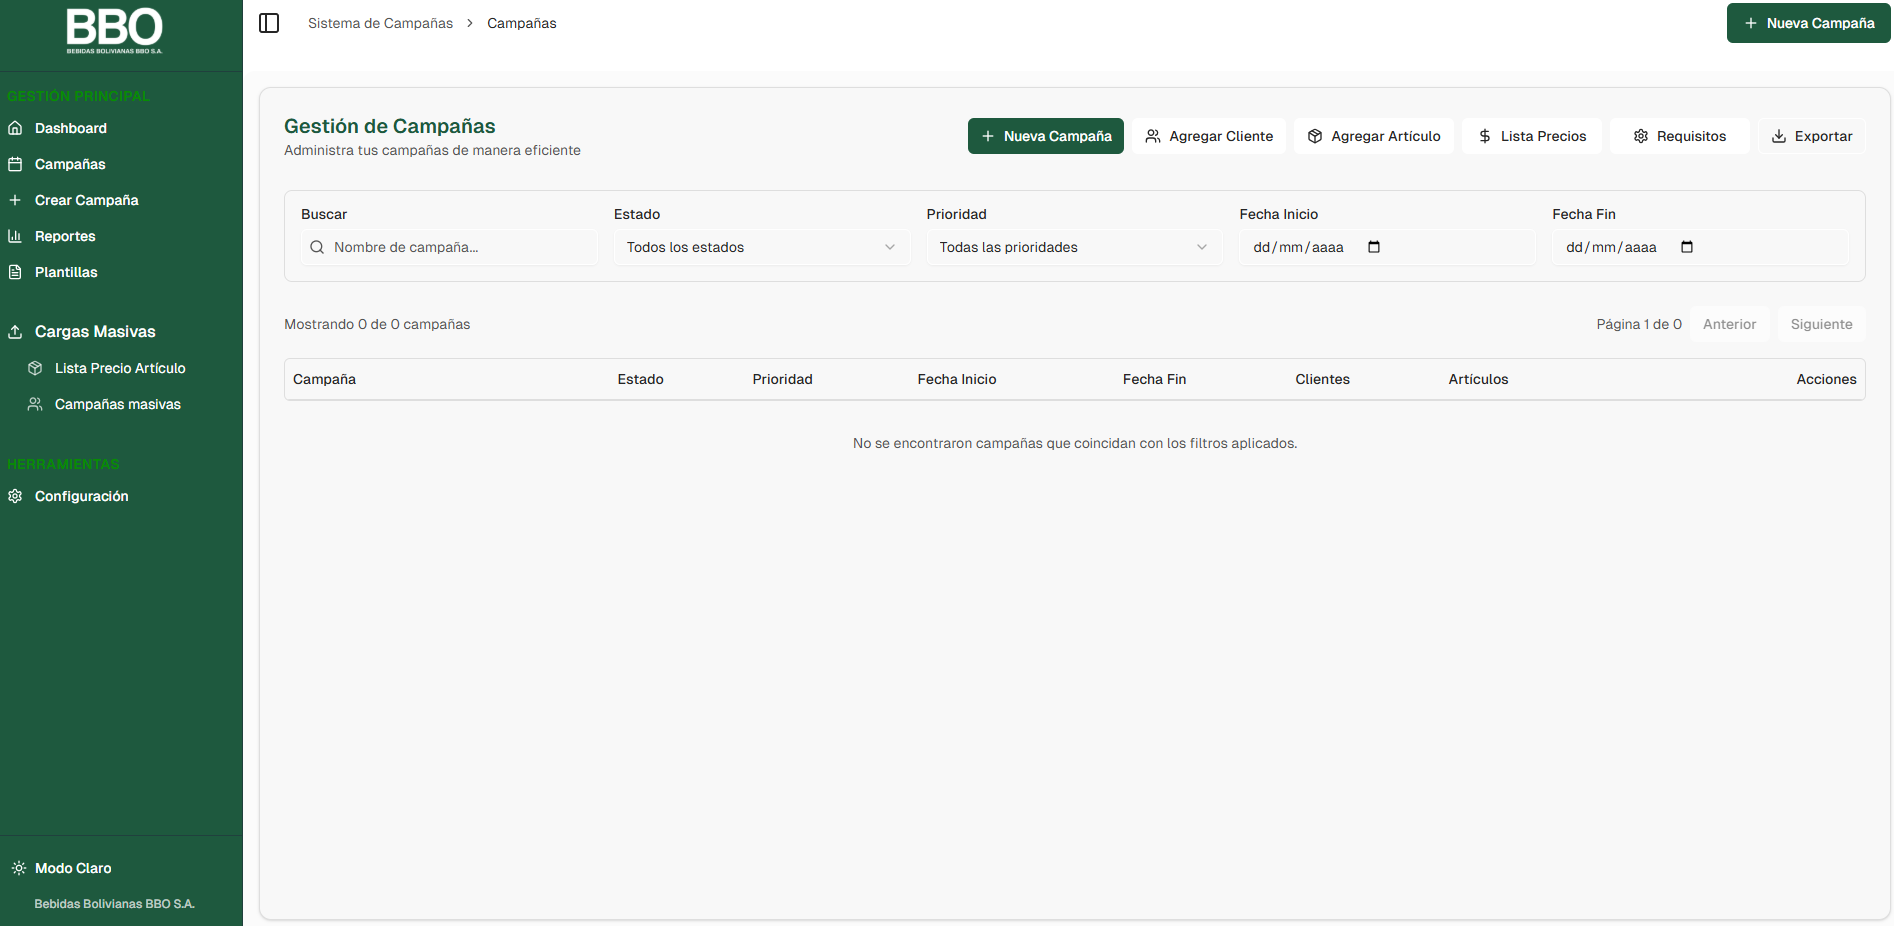 BBO
BEBIDAS BOLIVIANAS BBO S.A.
GESTIÓN PRINCIPAL
Dashboard
Campañas
Crear Campaña
Reportes
Plantillas
Cargas Masivas
Lista Precio Artículo
Campañas masivas
HERRAMIENTAS
Configuración
Modo Claro
Bebidas Bolivianas BBO S.A.
Sistema de Campañas > Campañas
Nueva Campaña
Gestión de Campañas
Administra tus campañas de manera eficiente
Nueva Campaña Agregar Cliente Agregar Artículo Lista Precios Requisitos Exportar
Buscar Estado Prioridad Fecha Inicio Fecha Fin
Nombre de campaña... Todos los estados Todas las prioridades dd/mm/aaaa dd/mm/aaaa
Mostrando 0 de 0 campañas Página 1 de 0 Anterior Siguiente
Campaña Estado Prioridad Fecha Inicio Fecha Fin Clientes Artículos Acciones
No se encontraron campañas que coincidan con los filtros aplicados.